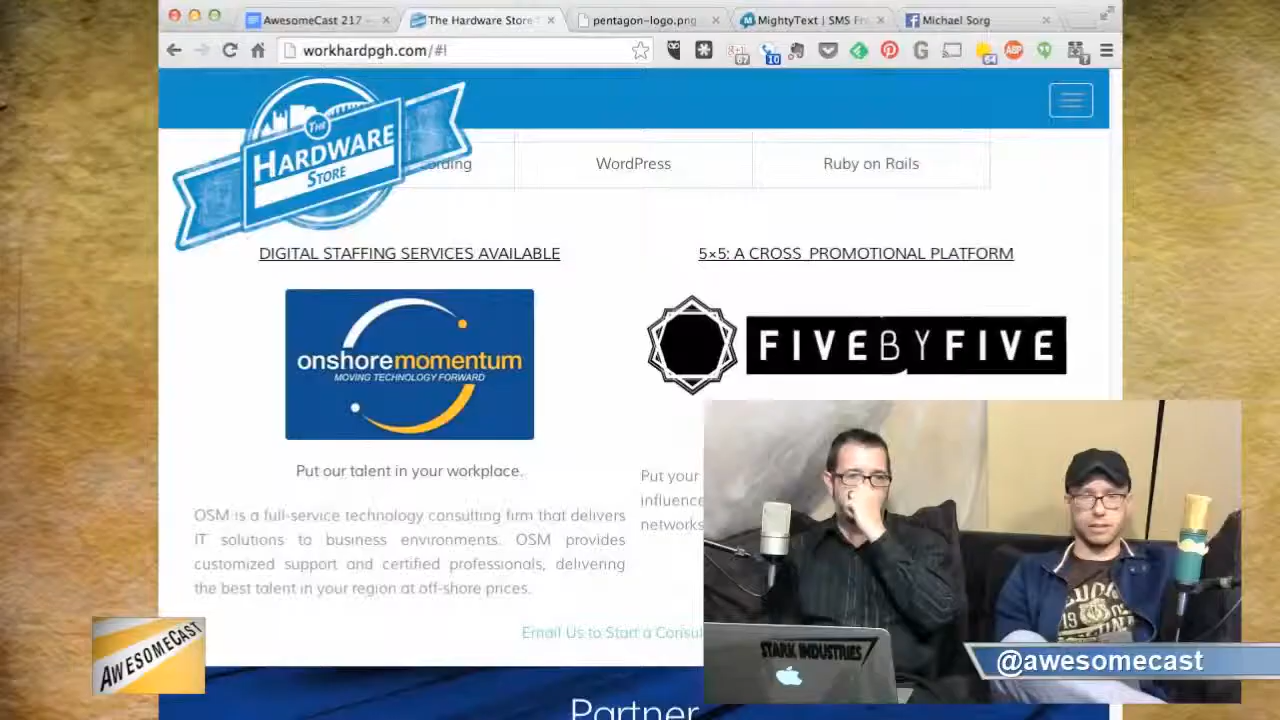 AwesomeCast 217 -
The Hardware Store
pentagon-logo.png
MightyText | SMS Fr
Michael Sorg
workhardpgh.com/#!
67
10
64
ABP
THE
HARDWARE
STORE
WordPress
Ruby on Rails
DIGITAL STAFFING SERVICES AVAILABLE
5×5: A CROSS PROMOTIONAL PLATFORM
onshoremomentum
MOVING TECHNOLOGY FORWARD
FIVEBYFIVE
Put our talent in your workplace.
Put your
influence
networks
OSM is a full-service technology consulting firm that delivers
IT solutions to business environments. OSM provides
customized support and certified professionals, delivering
the best talent in your region at off-shore prices.
Email Us to Start a Consul
Partner
AWESOMECAST
STARK INDUSTRIES
@awesomecast